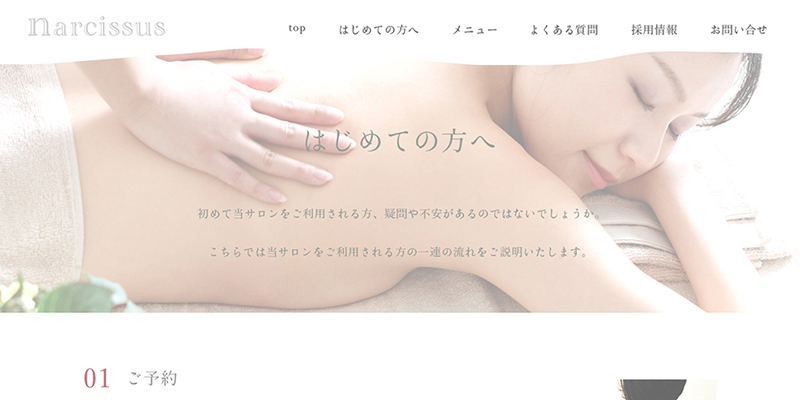 narcissus
top はじめての方へ メニュー よくある質問 採用情報 お問い合せ
はじめての方へ
初めて当サロンをご利用される方、疑問や不安があるのではないでしょうか。
こちらでは当サロンをご利用される方の一連の流れをご説明いたします。
01 ご予約